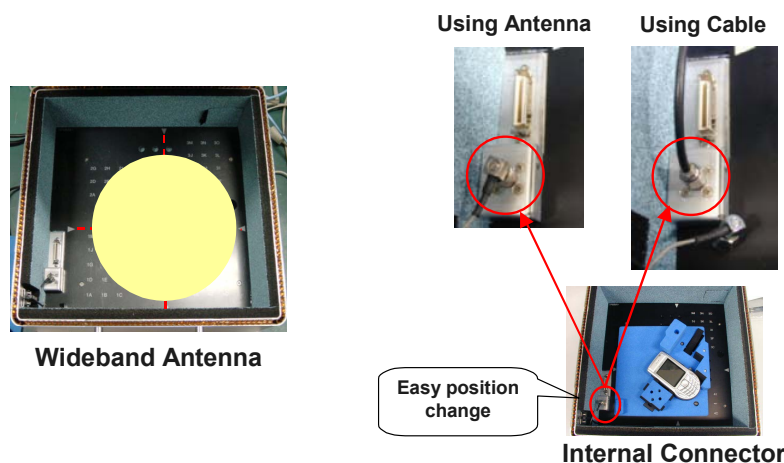 Using Antenna
Using Cable
Wideband Antenna
Easy position
change
Internal Connector